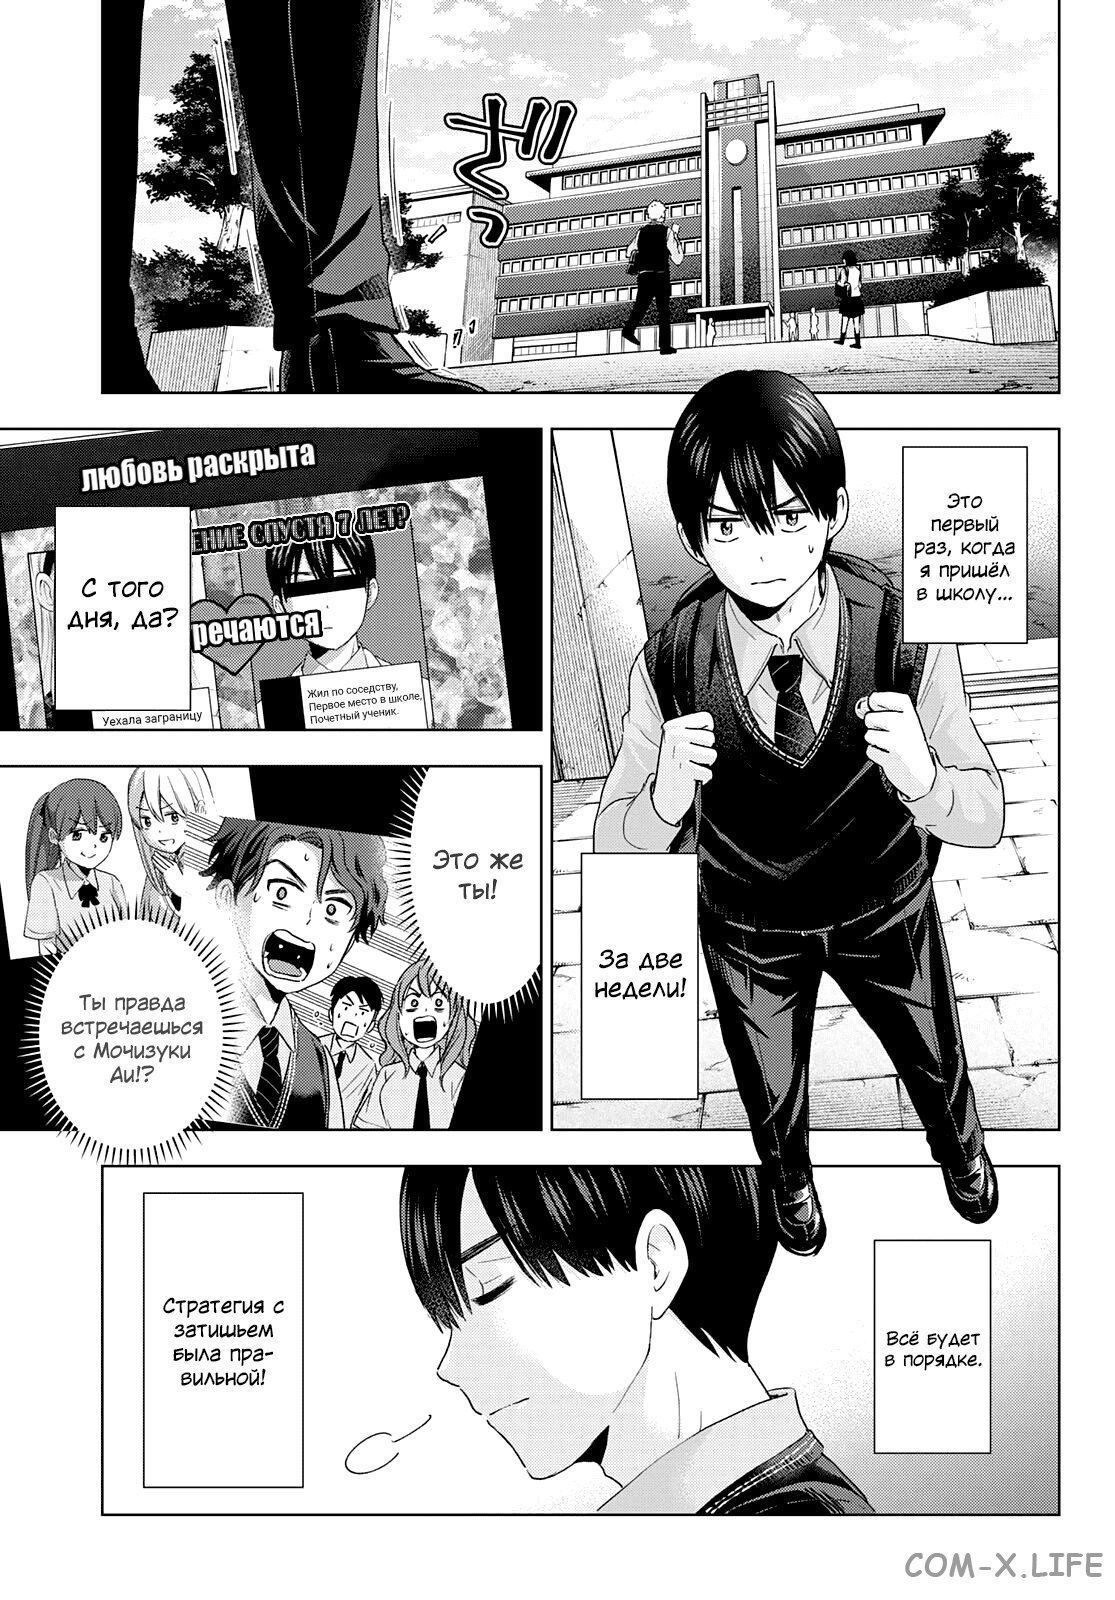 ザッ
Это
первый
раз, когда
я пришёл
в школу...
За две
недели!
любовь раскрыта
ЕНИЕ СПУСТЯ 7 ЛЕТ?
С того
дня, да?
речаются
Уехала заграницу
Жил по соседству,
Первое место в школе,
Почетный ученик.
Это же
ты!
Ты правда
встречаешься
с Мочизуки
Аи!?
Всё будет
в порядке.
Стратегия с
затишьем
была пра-
вильной!
COM-X.LIFE